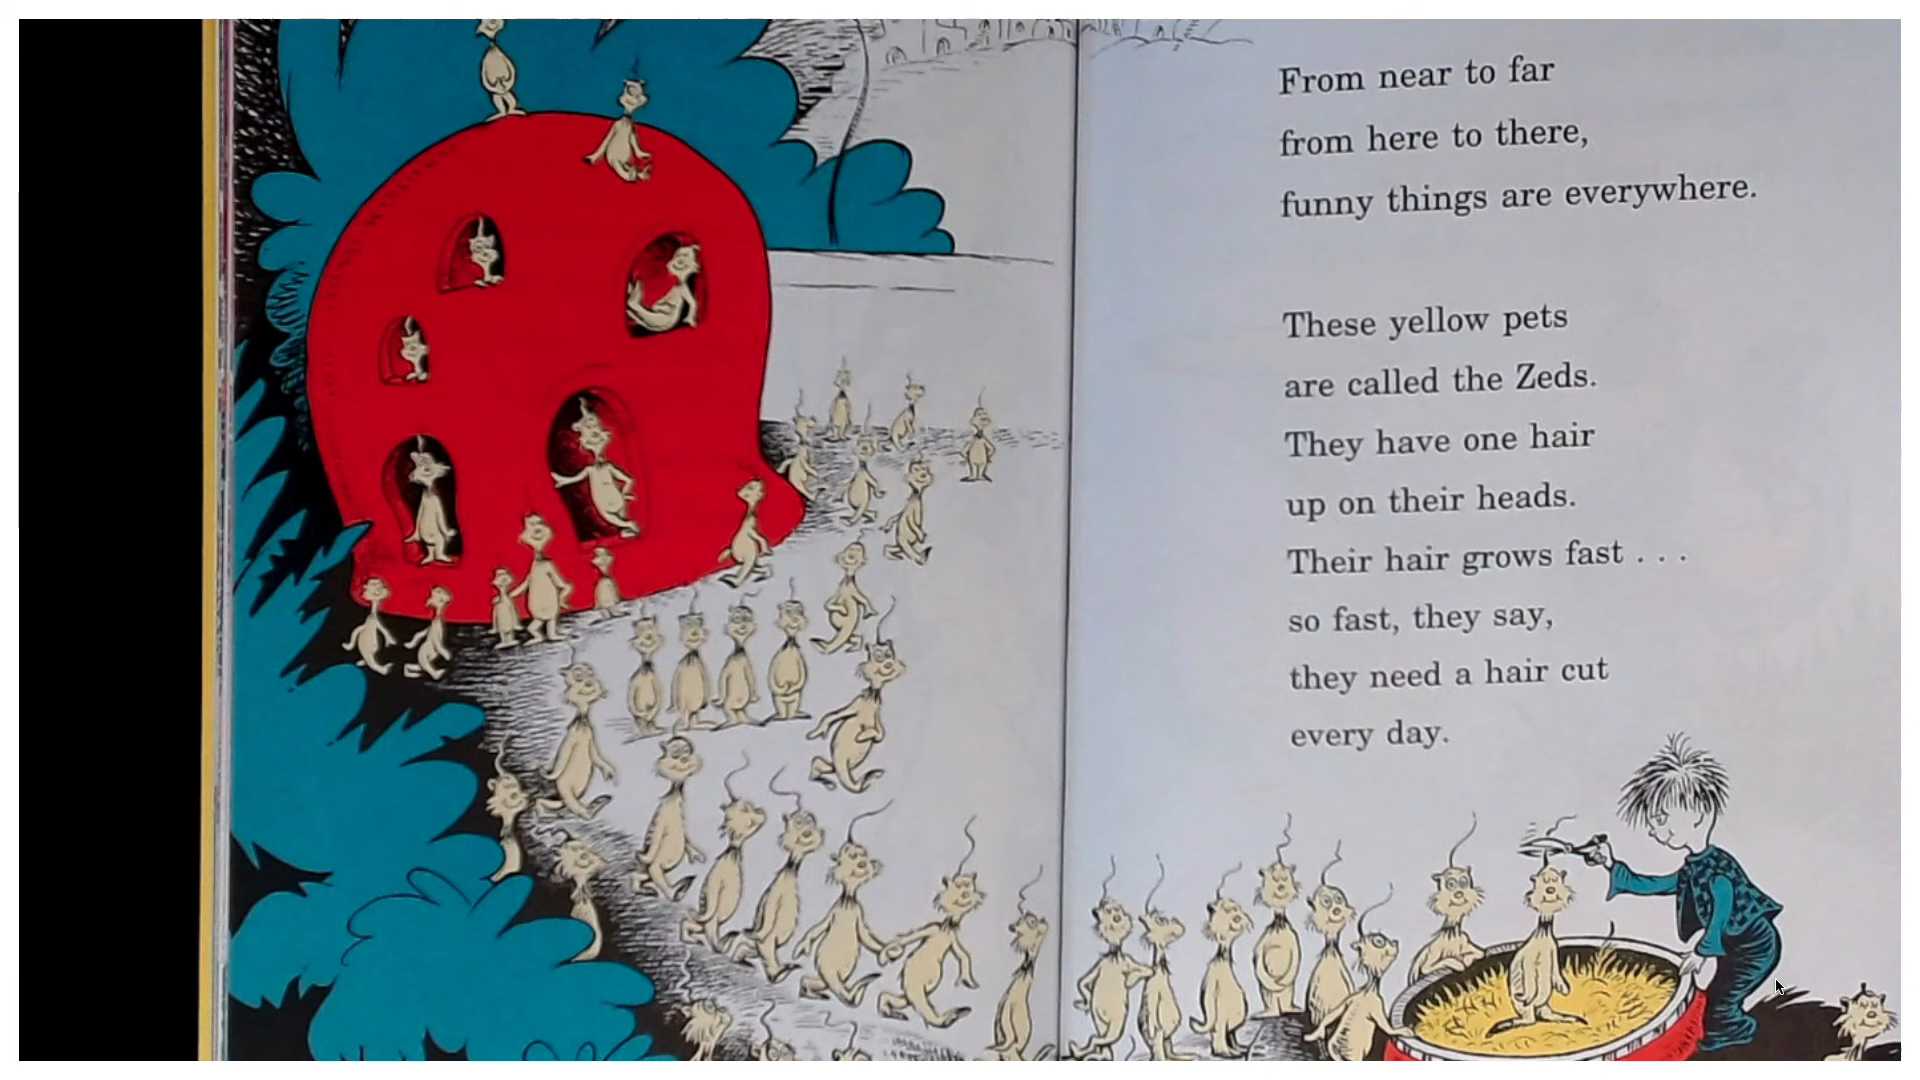 From near to far
from here to there,
funny things are everywhere.
These yellow pets
are called the Zeds.
They have one hair
up on their heads.
Their hair grows fast . . .
so fast, they say,
they need a hair cut
every day.